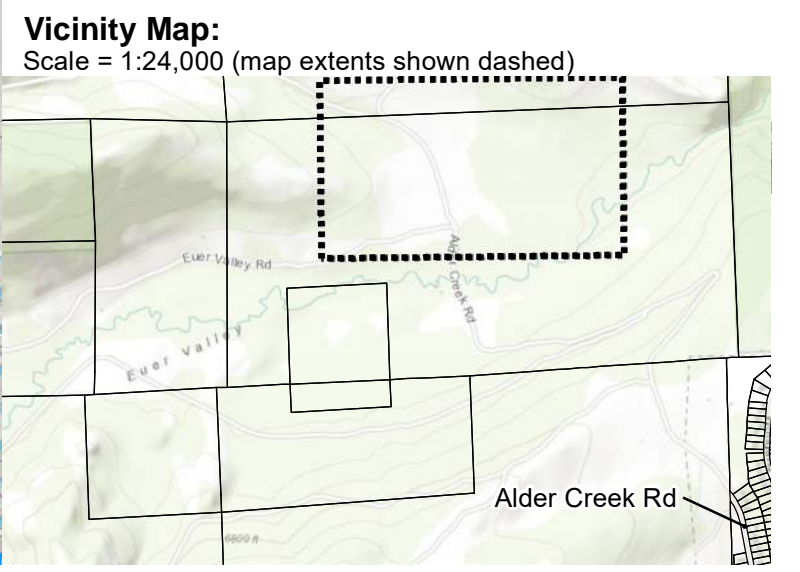 Vicinity Map:
Scale = 1:24,000 (map extents shown dashed)
Euer Valley Rd
Alder Creek Rd
Euer Valley
Alder Creek Rd
6800 ft